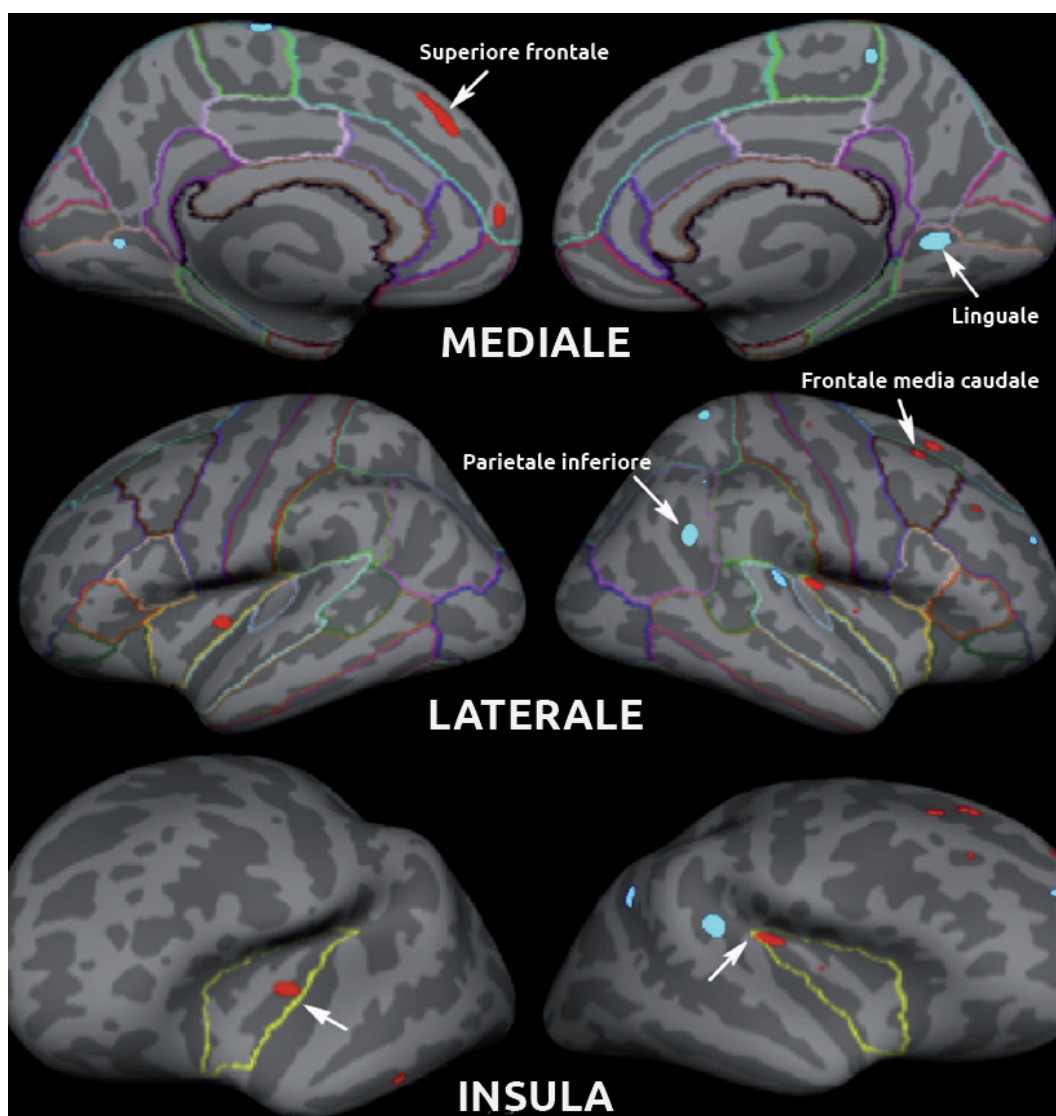 Superiore frontale
Linguale
MEDIALE
Frontale media caudale
Parietale inferiore
LATERALE
INSULA